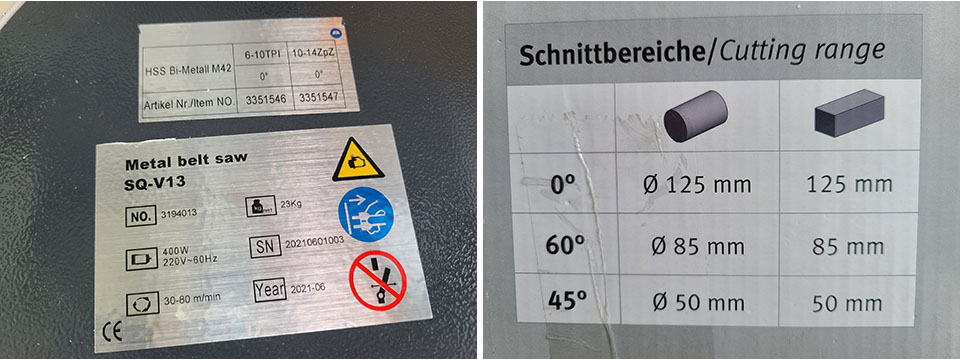 6-10TPI 10-14ZpZ
HSS Bi-Metall M42
0° 0°
Artikel Nr./Item NO. 3351546 3351547
Metal belt saw
SQ-V13
NO. 3194013
23Kg
400W
220V~60Hz
SN 20210601003
30-80 m/min
Year 2021-06
CE
Schnittbereiche/Cutting range
0° Ø 125 mm 125 mm
60° Ø 85 mm 85 mm
45° Ø 50 mm 50 mm